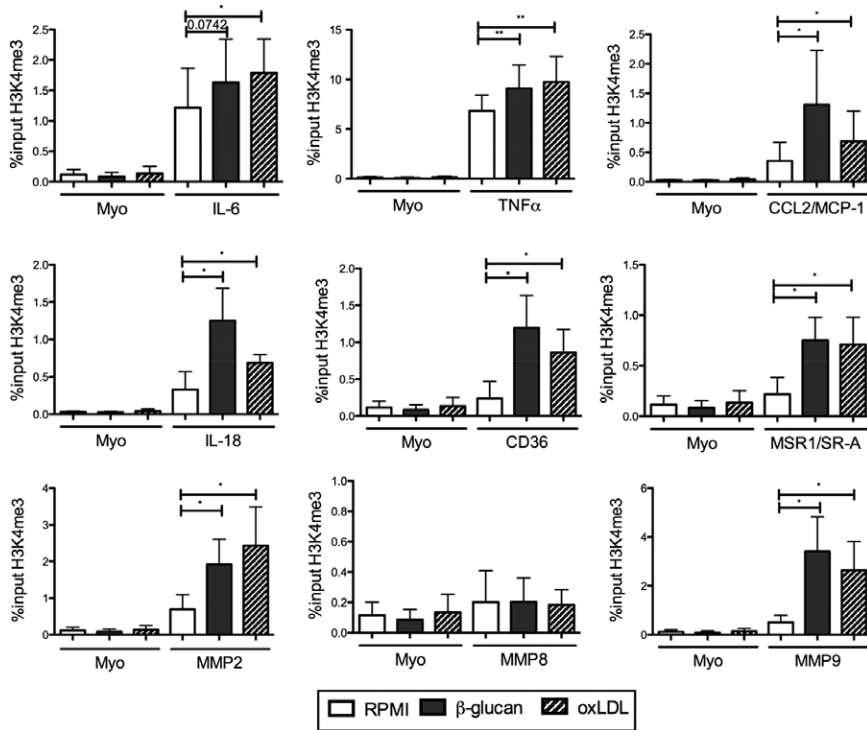 %input H3K4me3
2.5
2.0
1.5
1.0
0.5
0.0
*
0.0742
Myo
IL-6
%input H3K4me3
15
10
5
0
**
**
Myo
TNFα
%input H3K4me3
2.5
2.0
1.5
1.0
0.5
0.0
*
*
Myo
CCL2/MCP-1
%input H3K4me3
2.0
1.5
1.0
0.5
0.0
*
*
Myo
IL-18
%input H3K4me3
2.0
1.5
1.0
0.5
0.0
*
*
Myo
CD36
%input H3K4me3
1.5
1.0
0.5
0.0
*
*
Myo
MSR1/SR-A
%input H3K4me3
4
3
2
1
0
*
*
Myo
MMP2
%input H3K4me3
1.0
0.8
0.6
0.4
0.2
0.0
Myo
MMP8
%input H3K4me3
6
4
2
0
*
*
Myo
MMP9
RPMI β-glucan oxLDL